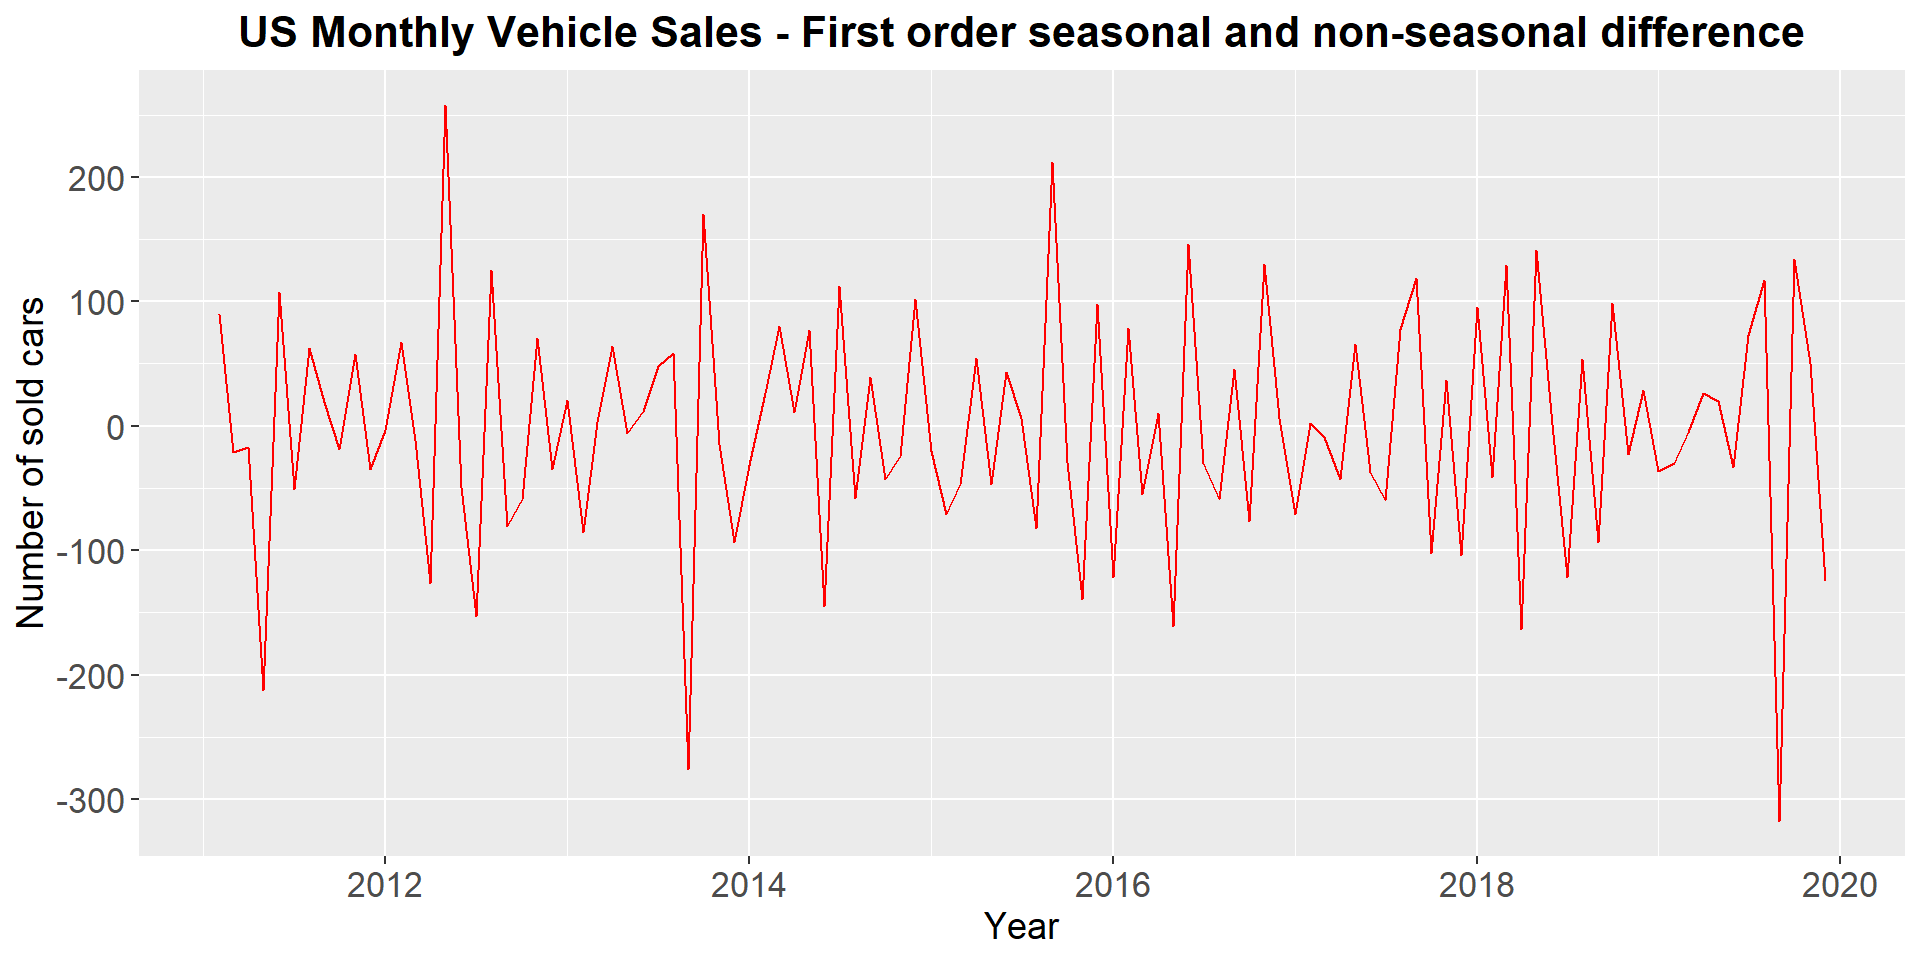 US Monthly Vehicle Sales - First order seasonal and non-seasonal difference
Number of sold cars
200
100
0
-100
-200
-300
2012 2014 2016 2018 2020
Year